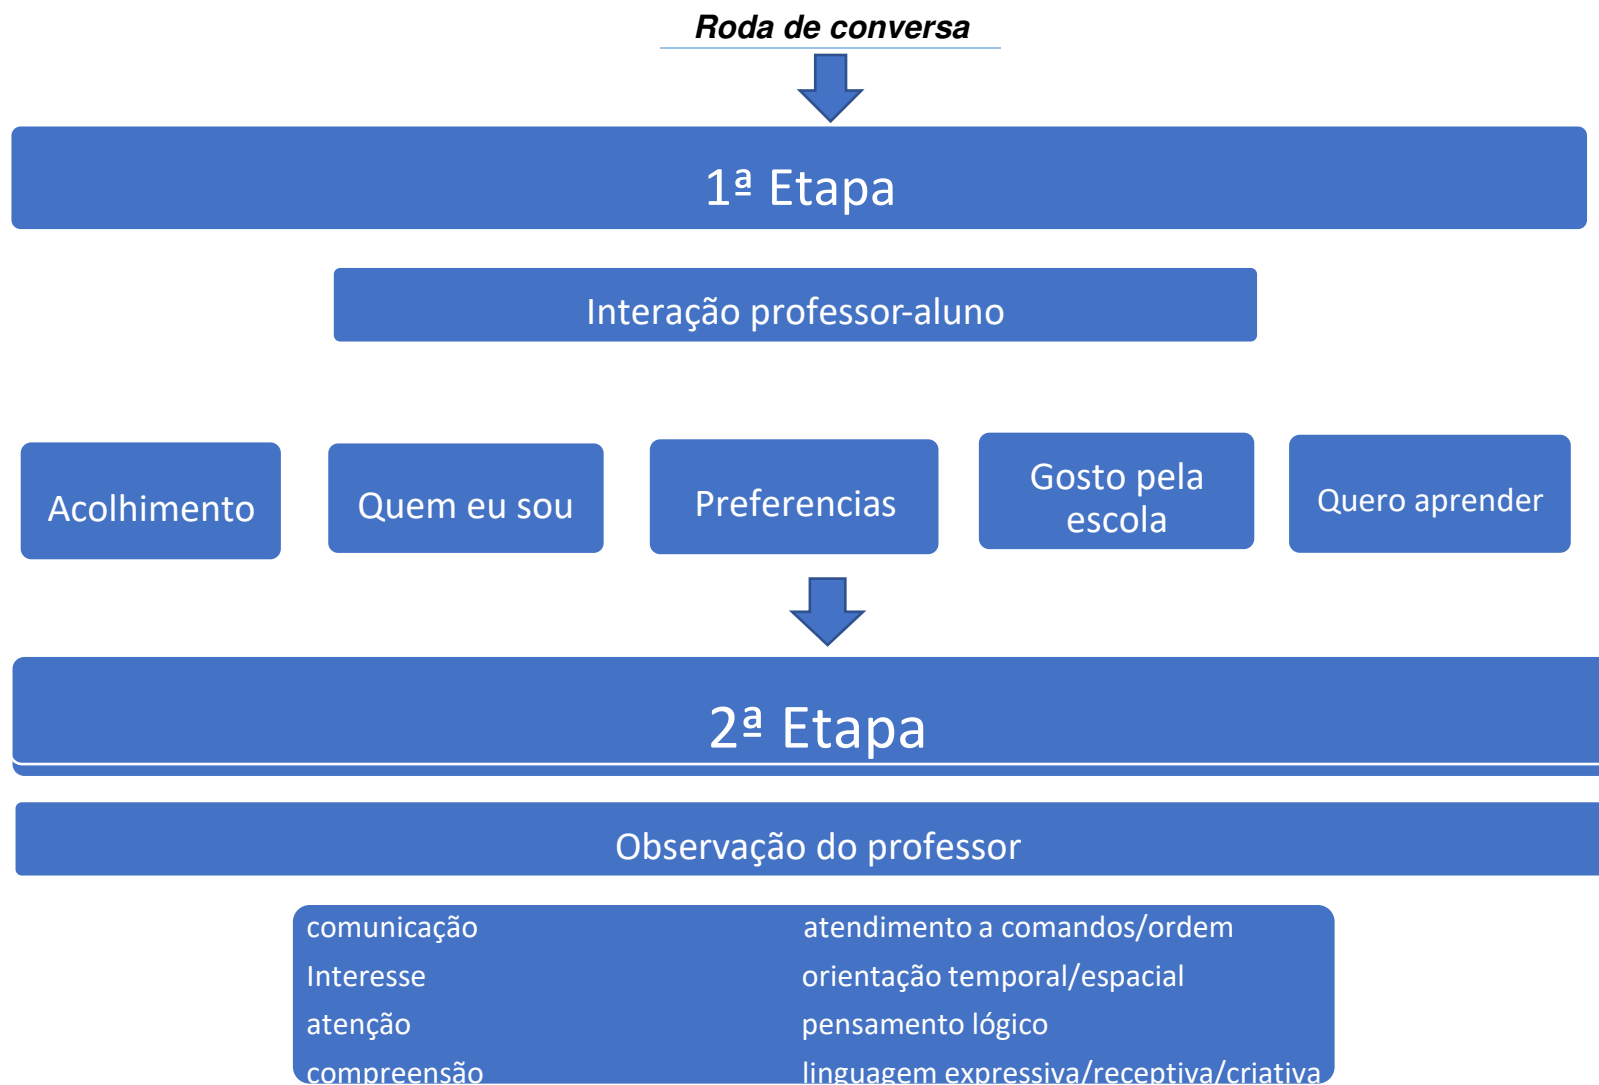 Roda de conversa
1ª Etapa
Interação professor-aluno
Acolhimento
Quem eu sou
Preferencias
Gosto pela
escola
Quero aprender
2ª Etapa
Observação do professor
comunicação
Interesse
atenção
compreensão
atendimento a comandos/ordem
orientação temporal/espacial
pensamento lógico
linguagem expressiva/receptiva/criativa